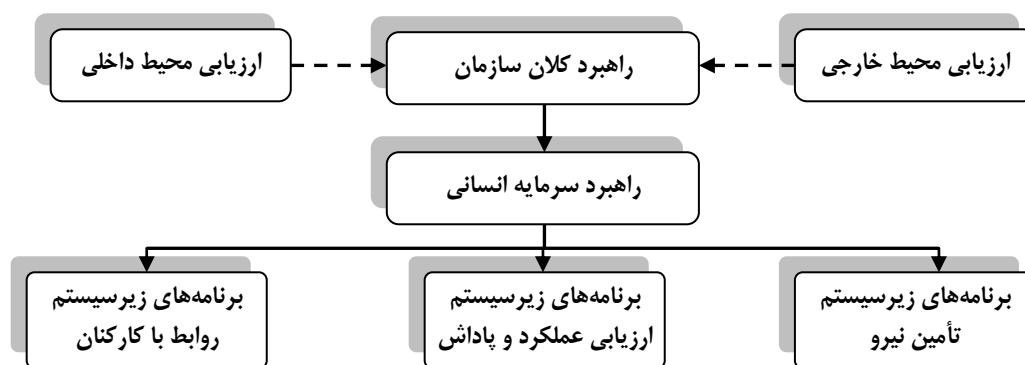 ارزیابی محیط خارجی
راهبرد کلان سازمان
ارزیابی محیط داخلی
راهبرد سرمایه انسانی
برنامه‌های زیرسیستم
تأمین نیرو
برنامه‌های زیرسیستم
ارزیابی عملکرد و پاداش
برنامه‌های زیرسیستم
روابط با کارکنان